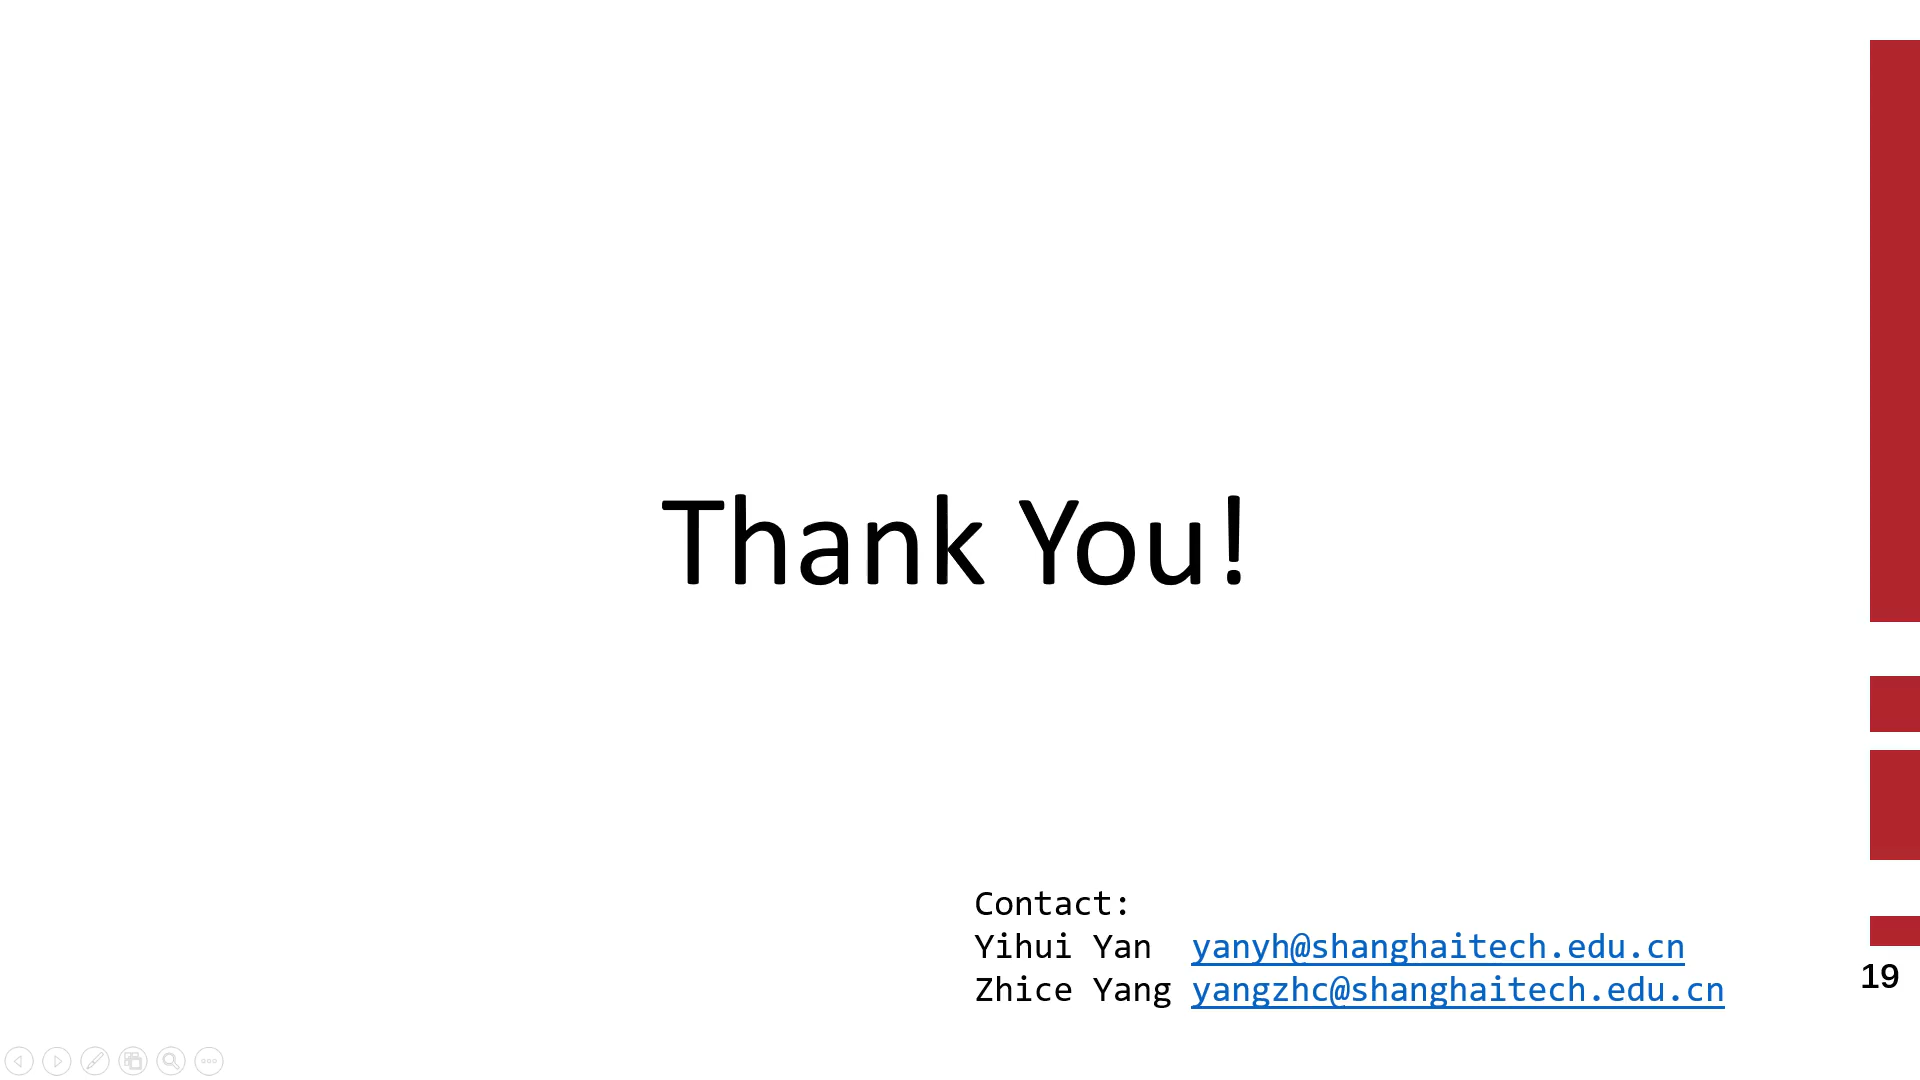 Thank You!
Contact:
Yihui Yan yanyh@shanghaitech.edu.cn
Zhice Yang yangzhc@shanghaitech.edu.cn
19